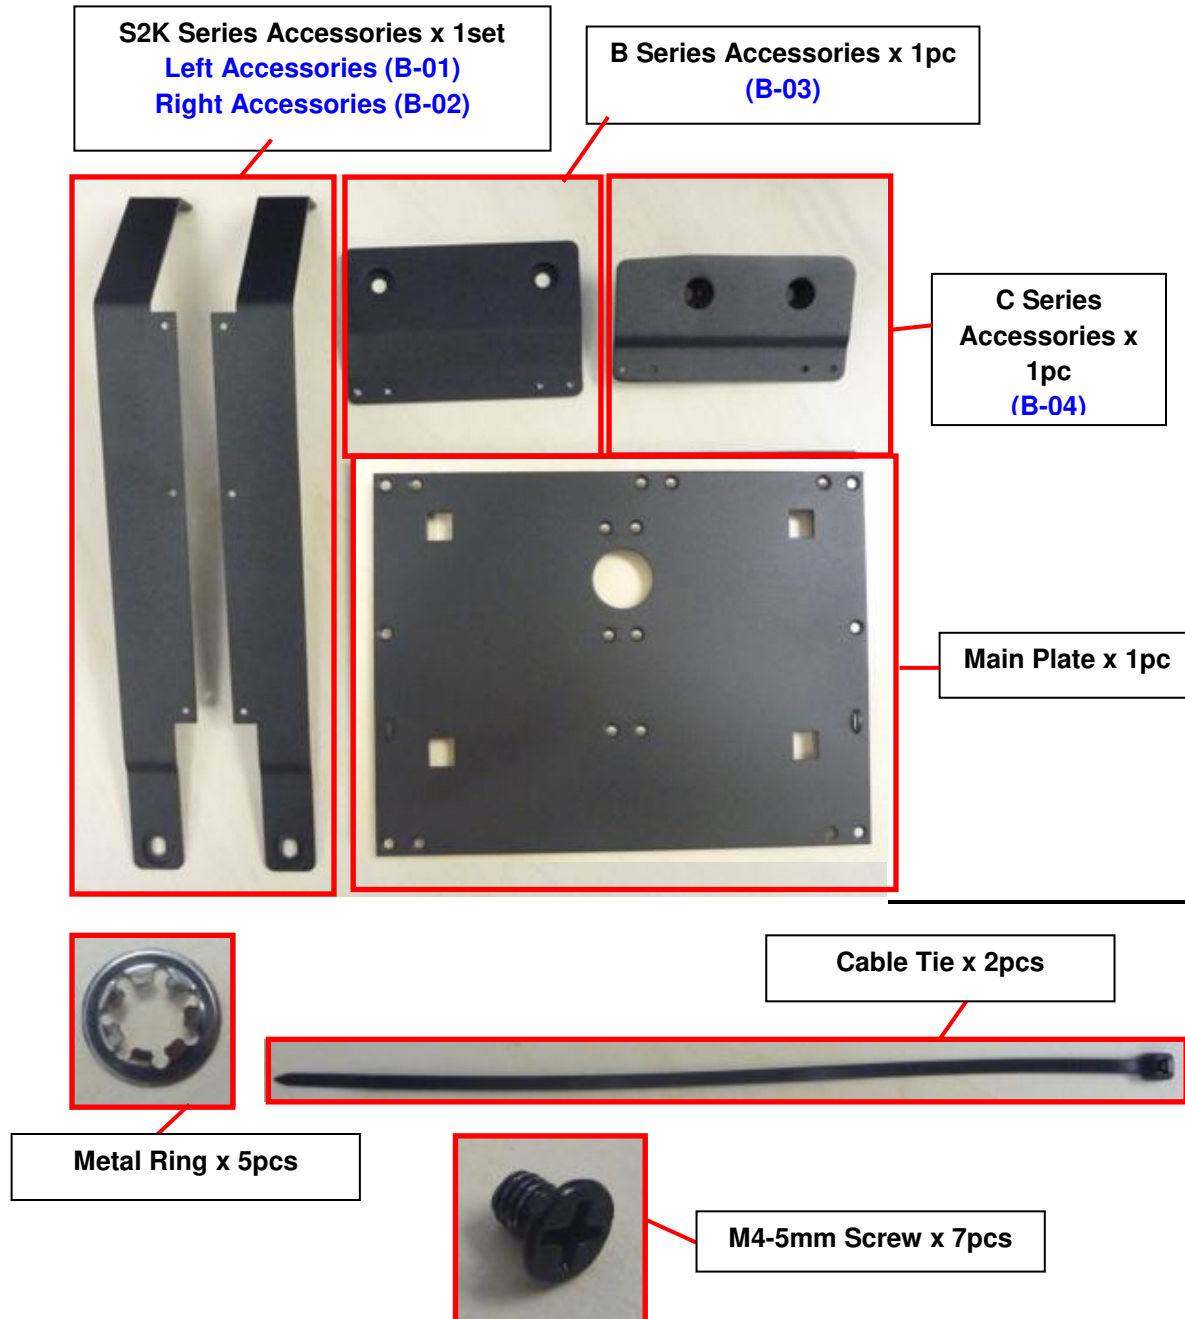 S2K Series Accessories x 1set
Left Accessories (B-01)
Right Accessories (B-02)
B Series Accessories x 1pc
(B-03)
C Series
Accessories x
1pc
(B-04)
Main Plate x 1pc
Cable Tie x 2pcs
Metal Ring x 5pcs
M4-5mm Screw x 7pcs